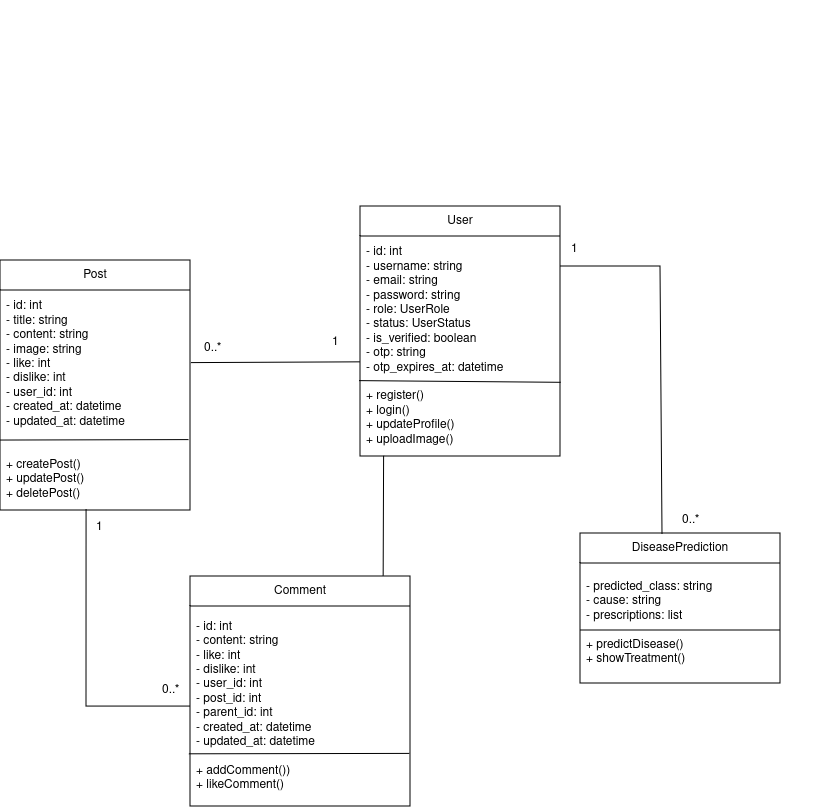 User
- id: int
- username: string
- email: string
- password: string
- role: UserRole
- status: UserStatus
- is_verified: boolean
- otp: string
- otp_expires_at: datetime
+ register()
+ login()
+ updateProfile()
+ uploadImage()
1
Post
- id: int
- title: string
- content: string
- image: string
- like: int
- dislike: int
- user_id: int
- created_at: datetime
- updated_at: datetime
+ createPost()
+ updatePost()
+ deletePost()
0..*
1
1
0..*
0..*
DiseasePrediction
- predicted_class: string
- cause: string
- prescriptions: list
+ predictDisease()
+ showTreatment()
Comment
- id: int
- content: string
- like: int
- dislike: int
- user_id: int
- post_id: int
- parent_id: int
- created_at: datetime
- updated_at: datetime
+ addComment())
+ likeComment()